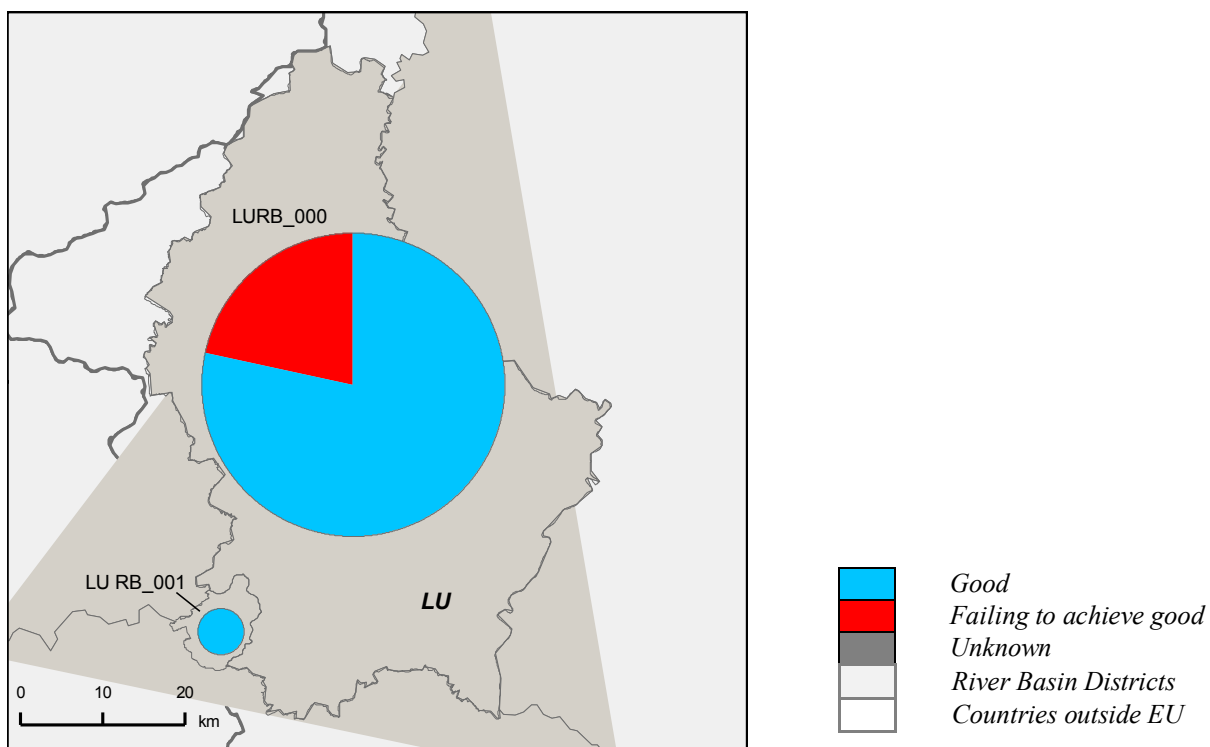 LURB_000
LU RB_001
LU
0 10 20
km
Good
Failing to achieve good
Unknown
River Basin Districts
Countries outside EU